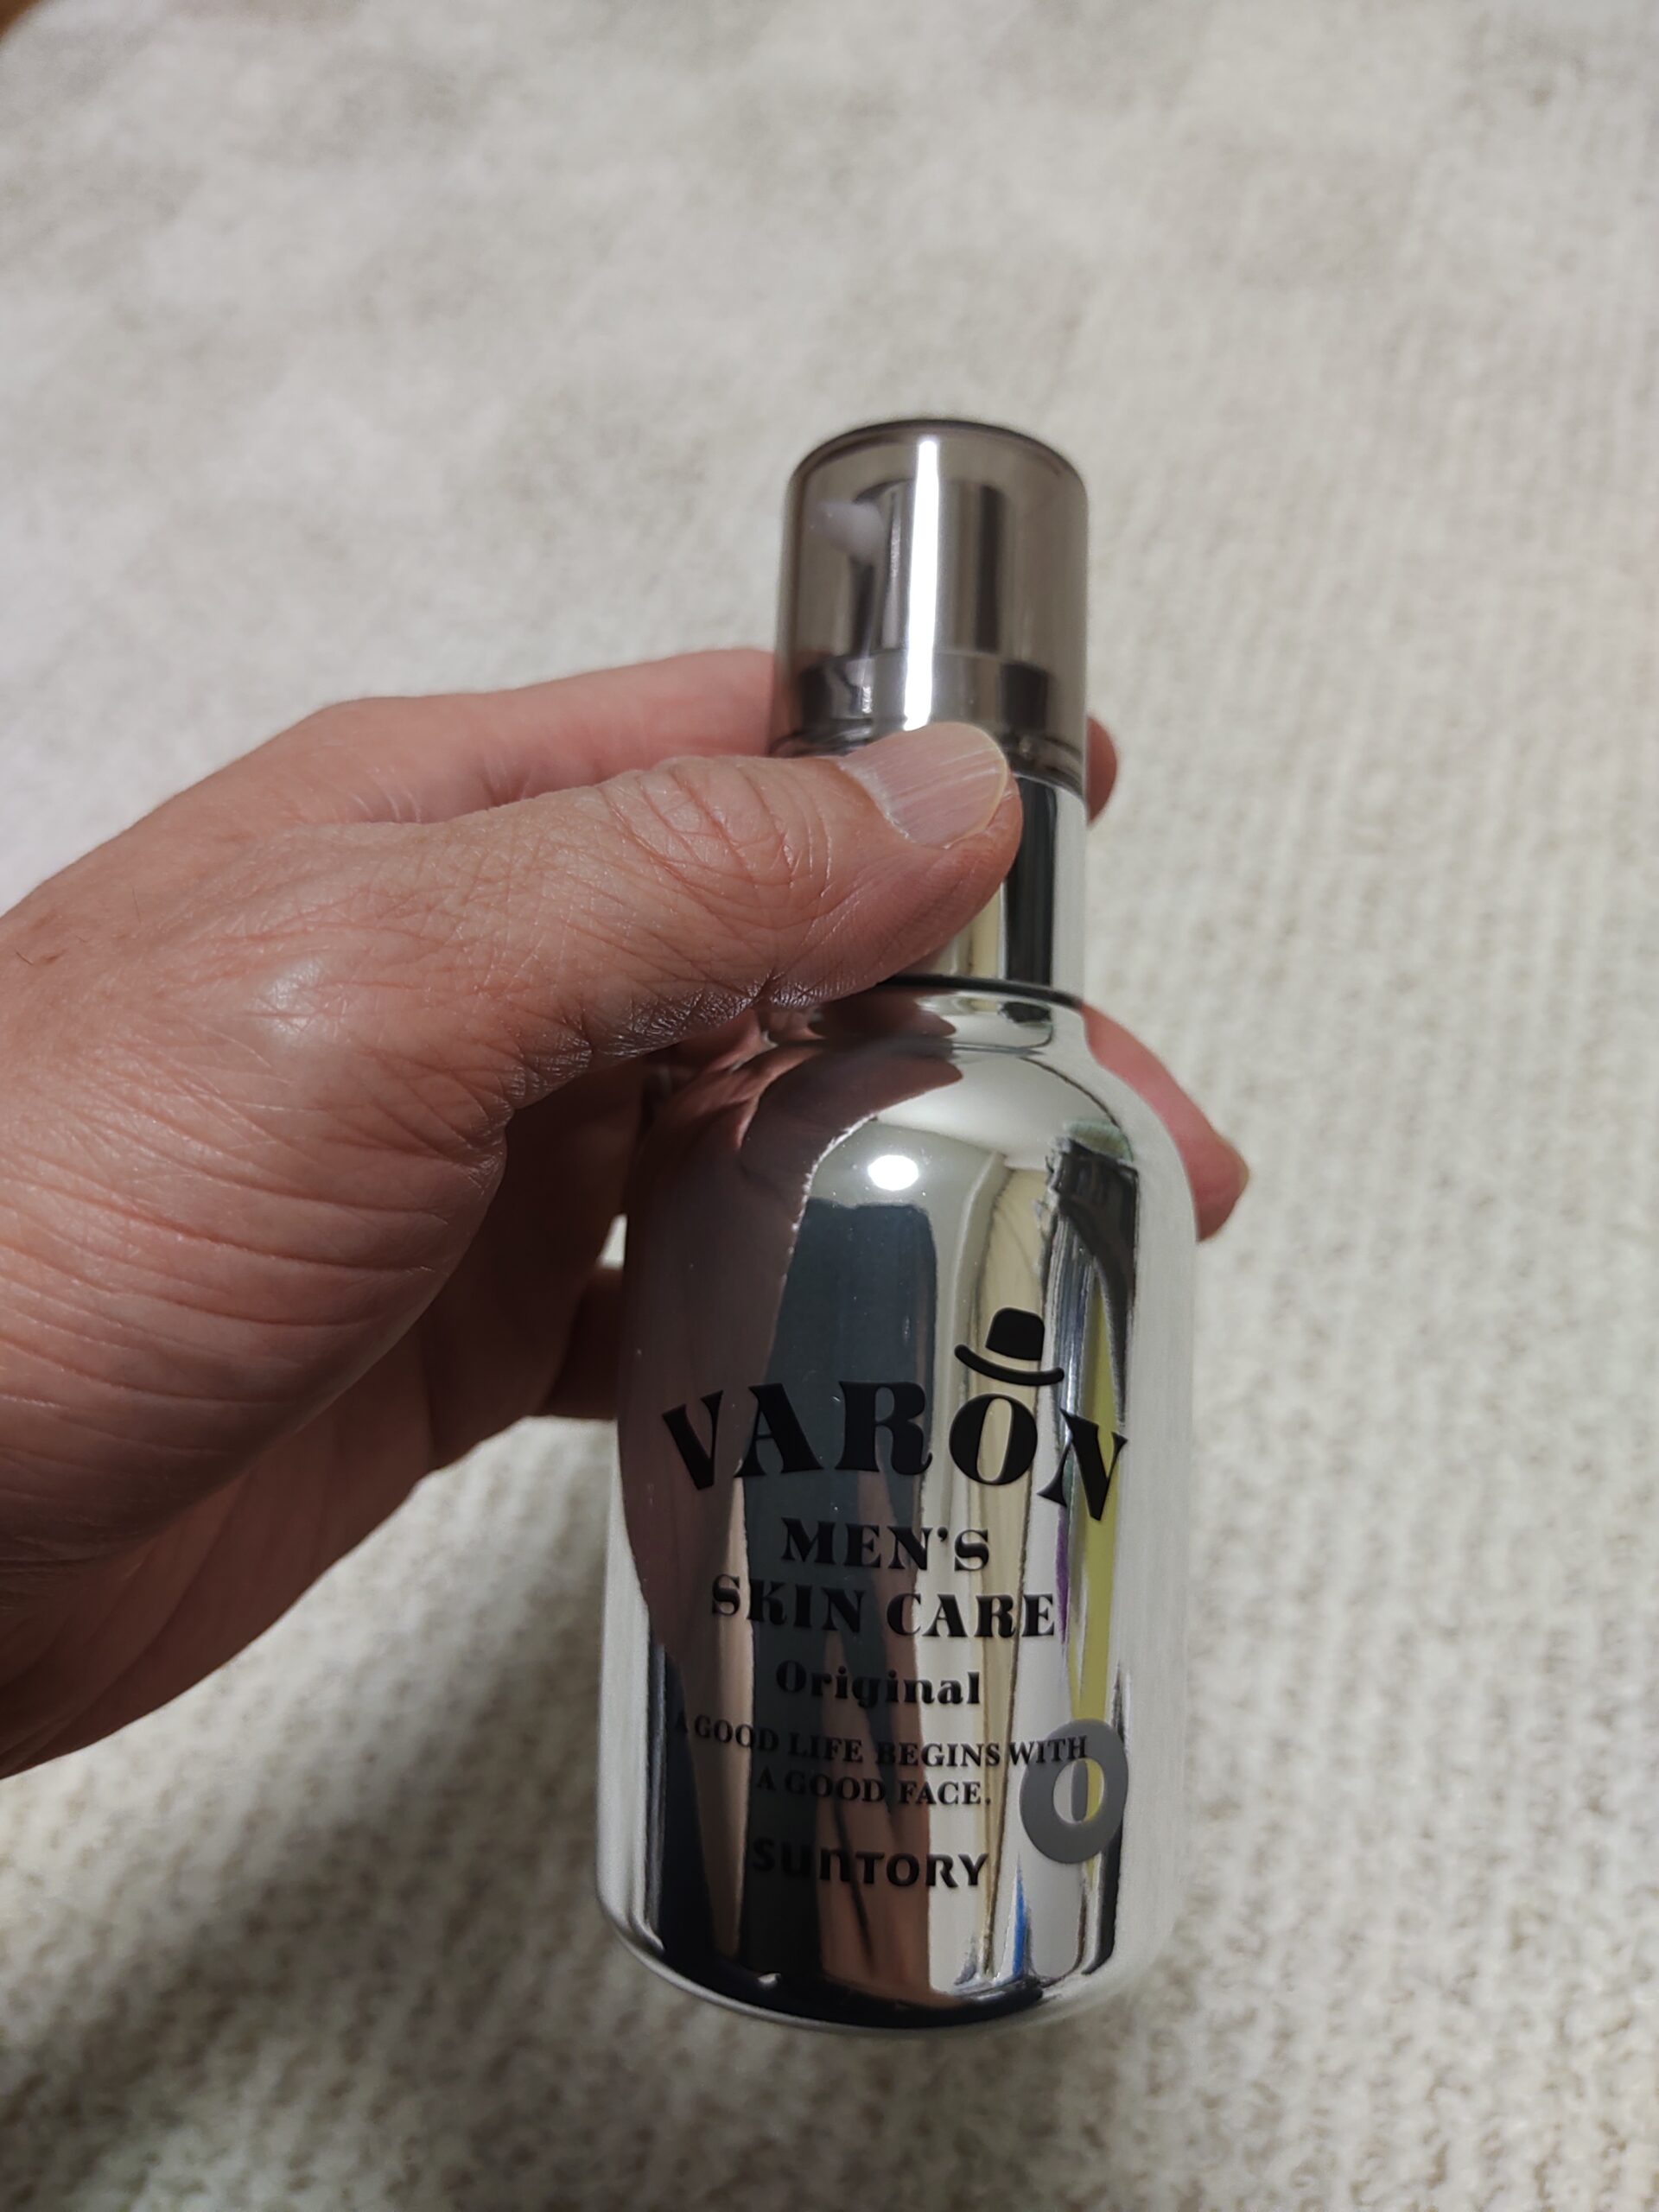 VARON
MEN'S
SKIN CARE
Original
A GOOD LIFE BEGINS WITH
A GOOD FACE.
SUNTORY
O